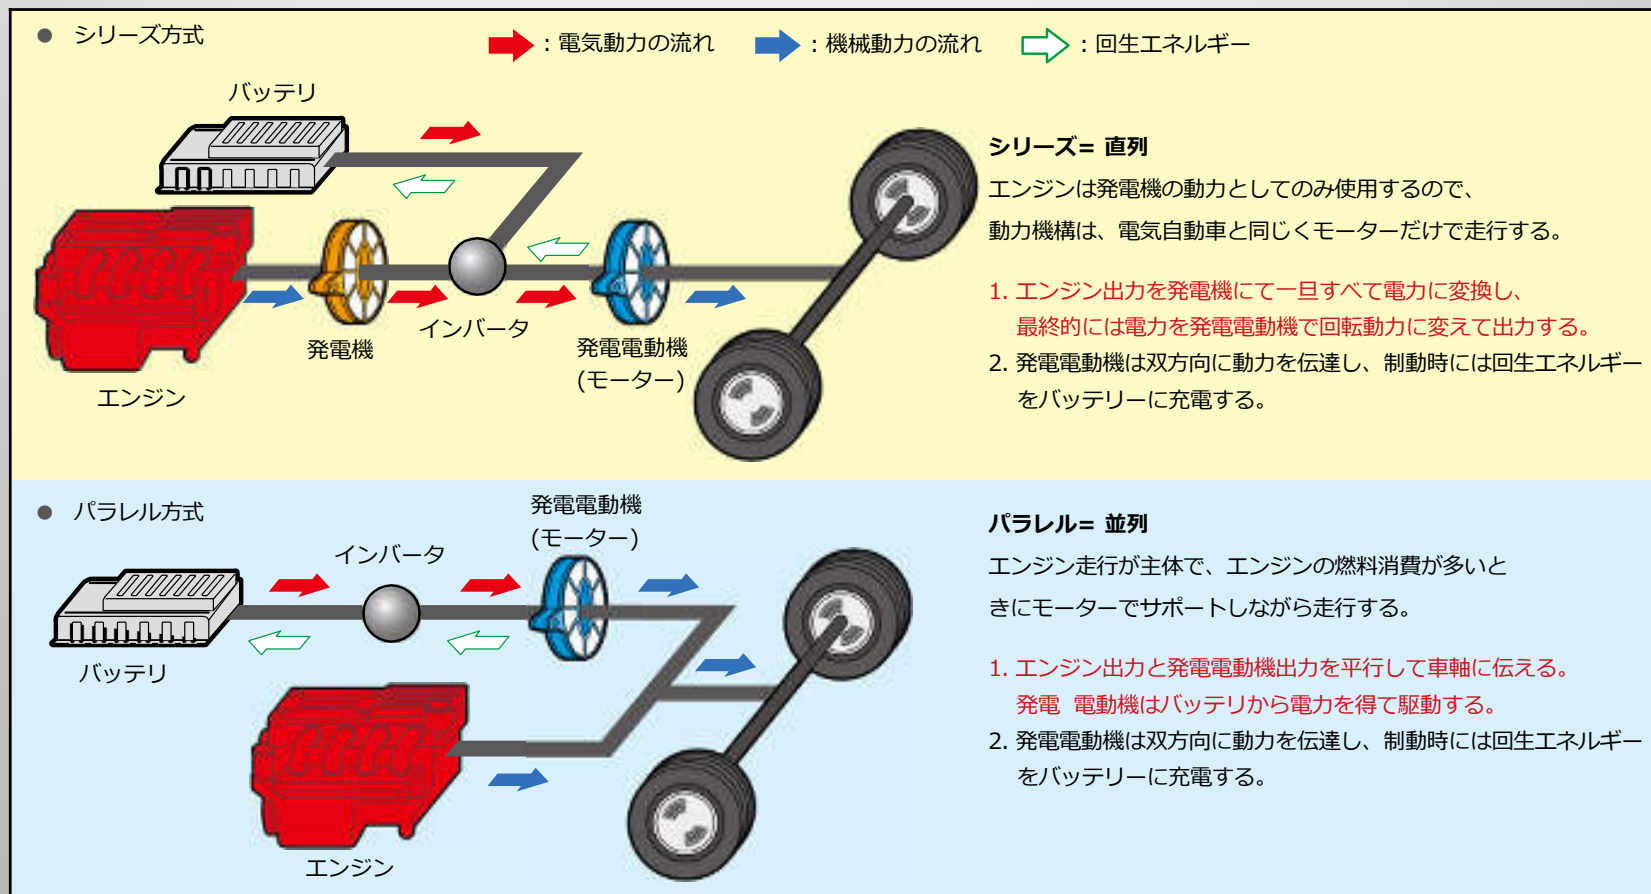 ● シリーズ方式
：電気動力の流れ ：機械動力の流れ ：回生エネルギー
バッテリ
エンジン
発電機
インバータ
発電電動機
(モーター)
シリーズ= 直列
エンジンは発電機の動力としてのみ使用するので、
動力機構は、電気自動車と同じくモーターだけで走行する。
1. エンジン出力を発電機にて一旦すべて電力に変換し、
最終的には電力を発電電動機で回転動力に変えて出力する。
2. 発電電動機は双方向に動力を伝達し、制動時には回生エネルギー
をバッテリーに充電する。
● パラレル方式
発電電動機
(モーター)
インバータ
バッテリ
エンジン
パラレル= 並列
エンジン走行が主体で、エンジンの燃料消費が多いと
きにモーターでサポートしながら走行する。
1. エンジン出力と発電電動機出力を平行して車軸に伝える。
発電 電動機はバッテリから電力を得て駆動する。
2. 発電電動機は双方向に動力を伝達し、制動時には回生エネルギー
をバッテリーに充電する。